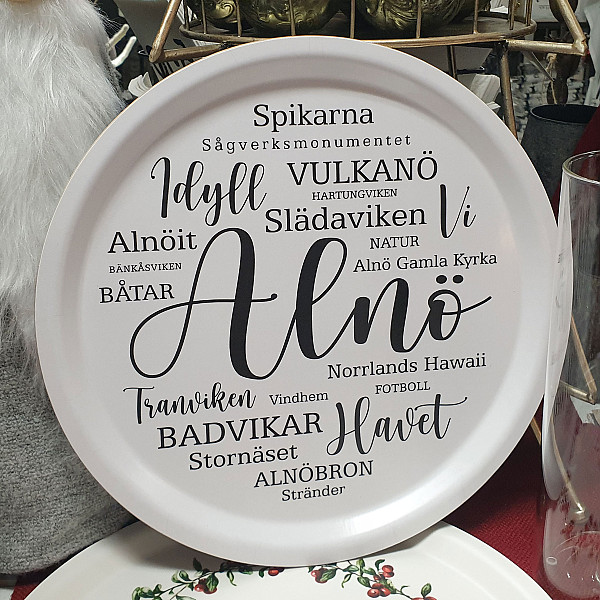 Spikarna
Sågverksmonumentet
Idyll VULKANÖ
HARTUNGVIKEN
Slädaviken Vi
Alnöit NATUR
BÄNKÅSVIKEN Alnö Gamla Kyrka
BÅTAR
Alnö
Norrlands Hawaii
Tranviken Vindhem FOTBOLL
BADVIKAR Havet
Stornäset
ALNÖBRON
Stränder